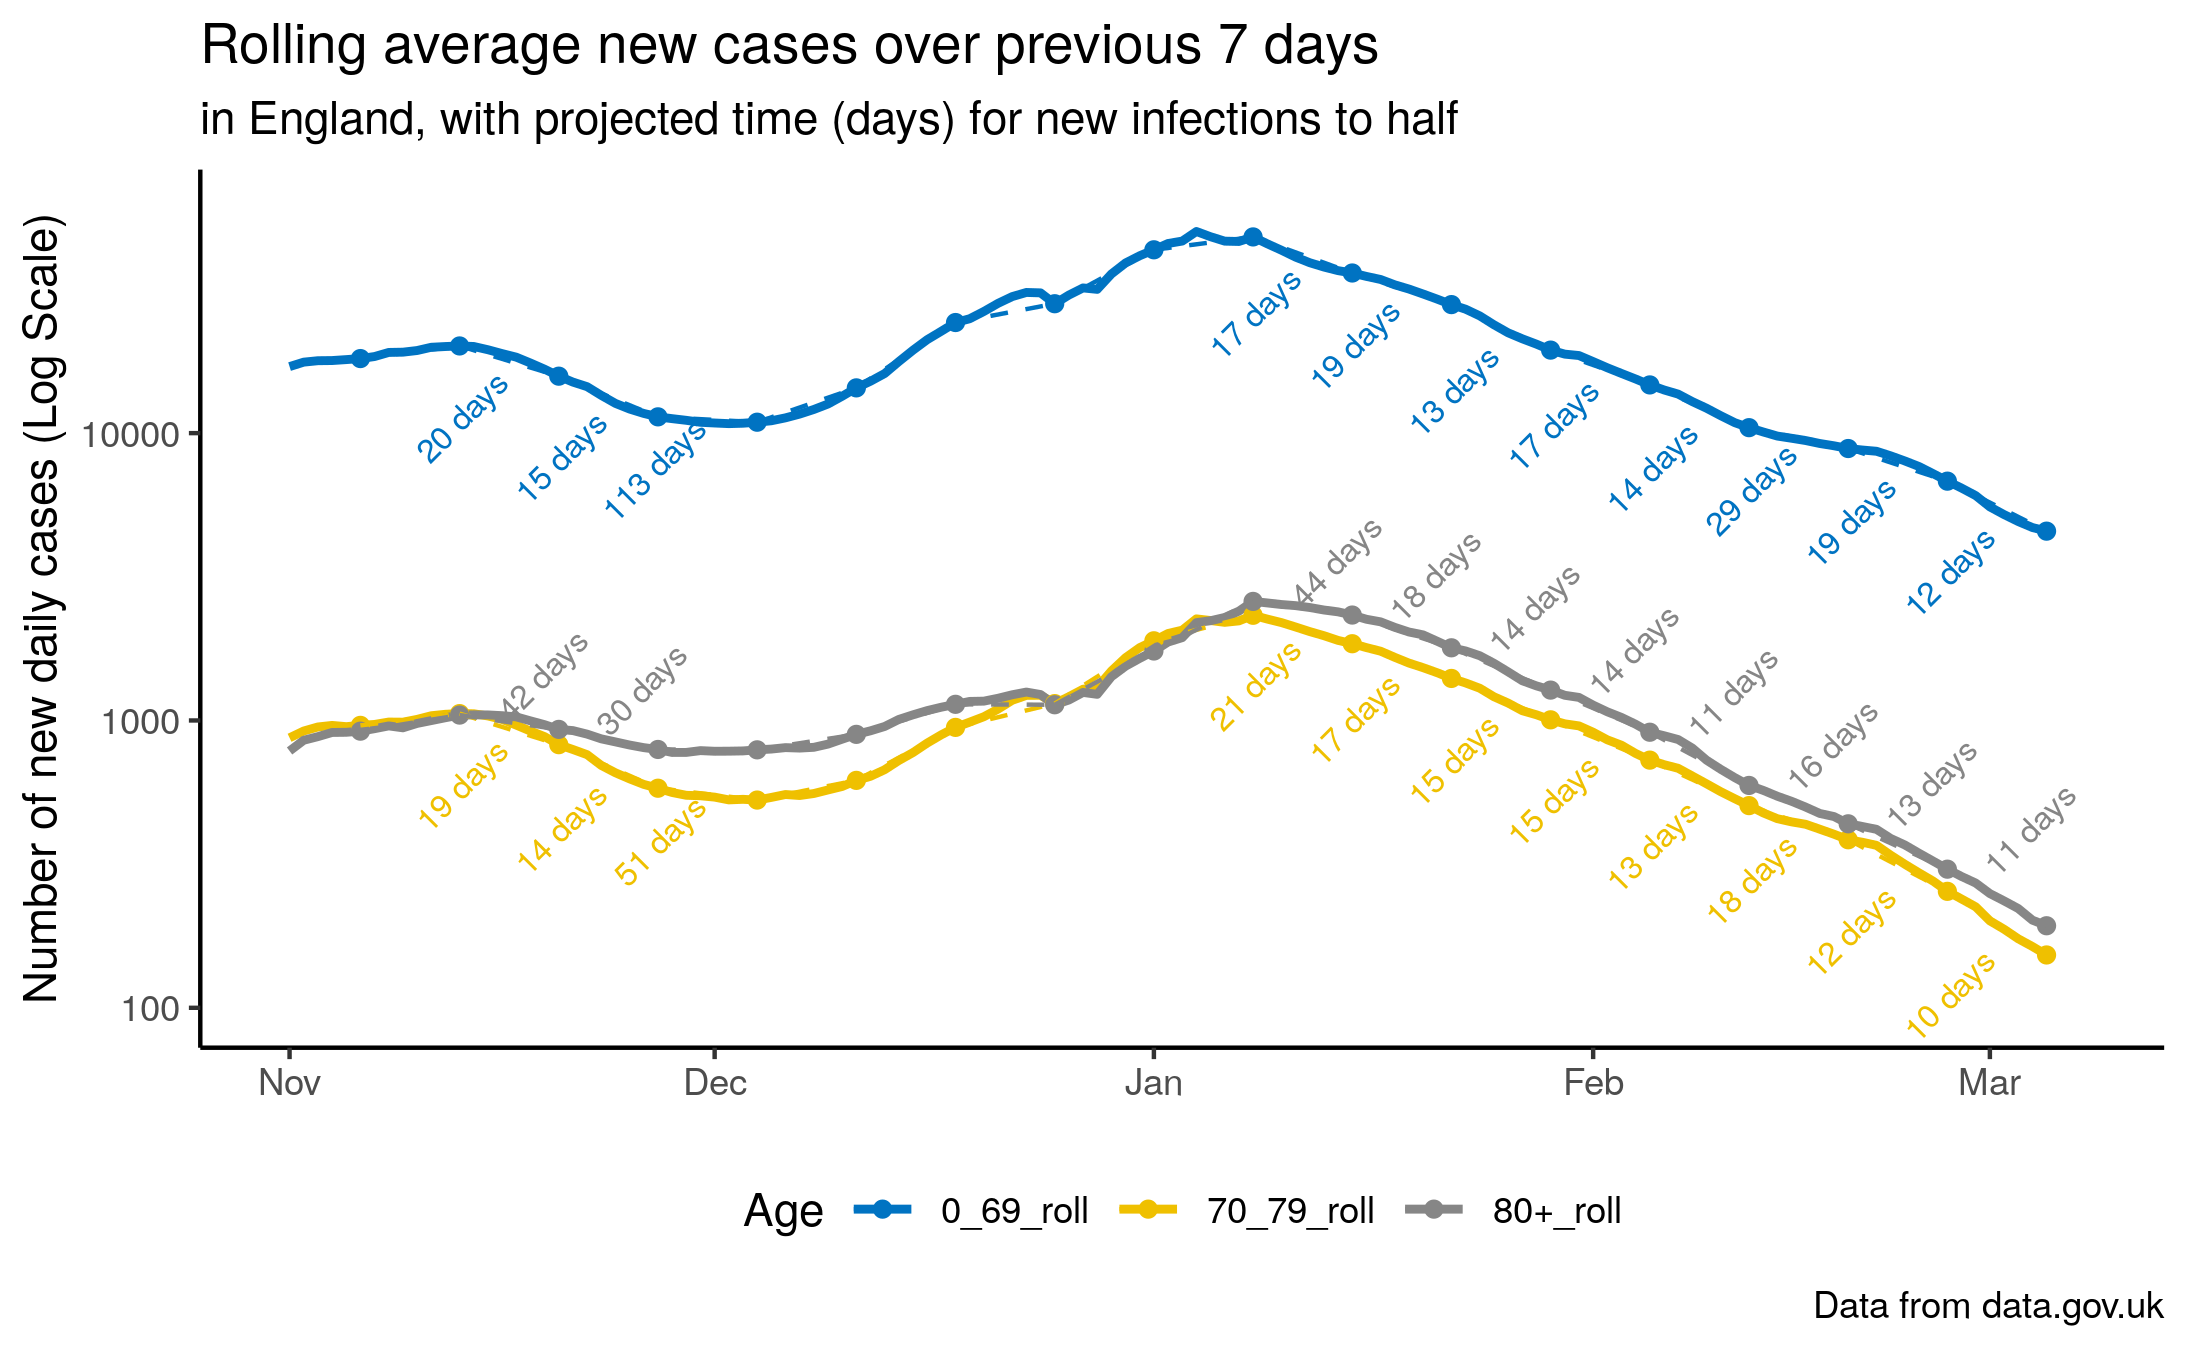 Rolling average new cases over previous 7 days
in England, with projected time (days) for new infections to half
Number of new daily cases (Log Scale)
10000
1000
100
20 days
15 days
113 days
17 days
19 days
13 days
17 days
14 days
29 days
19 days
12 days
42 days
30 days
44 days
18 days
14 days
14 days
11 days
16 days
13 days
11 days
19 days
14 days
51 days
21 days
17 days
15 days
15 days
13 days
18 days
12 days
10 days
Nov
Dec
Jan
Feb
Mar
Age
0_69_roll
70_79_roll
80+_roll
Data from data.gov.uk